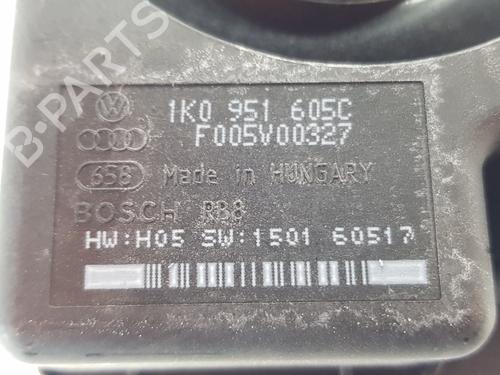 B-PARTS
1K0 951 605C
F005V00327
658 Made in HUNGARY
BOSCH RB8
HW:H05 SW:1501 60517